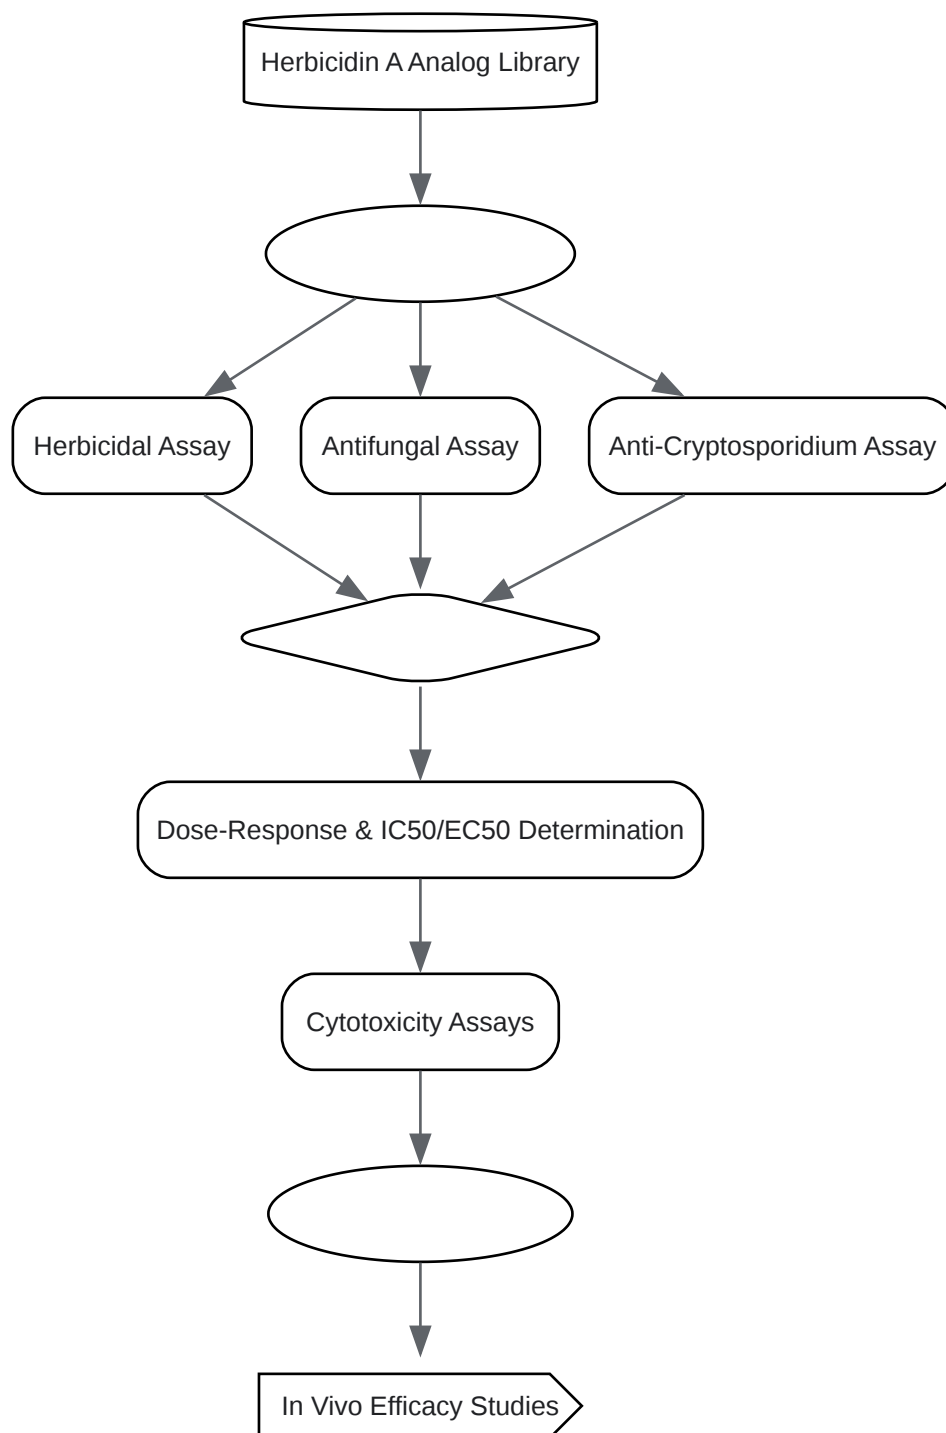 Herbicidin A Analog Library
Herbicidal Assay
Antifungal Assay
Anti-Cryptosporidium Assay
Dose-Response & IC50/EC50 Determination
Cytotoxicity Assays
In Vivo Efficacy Studies